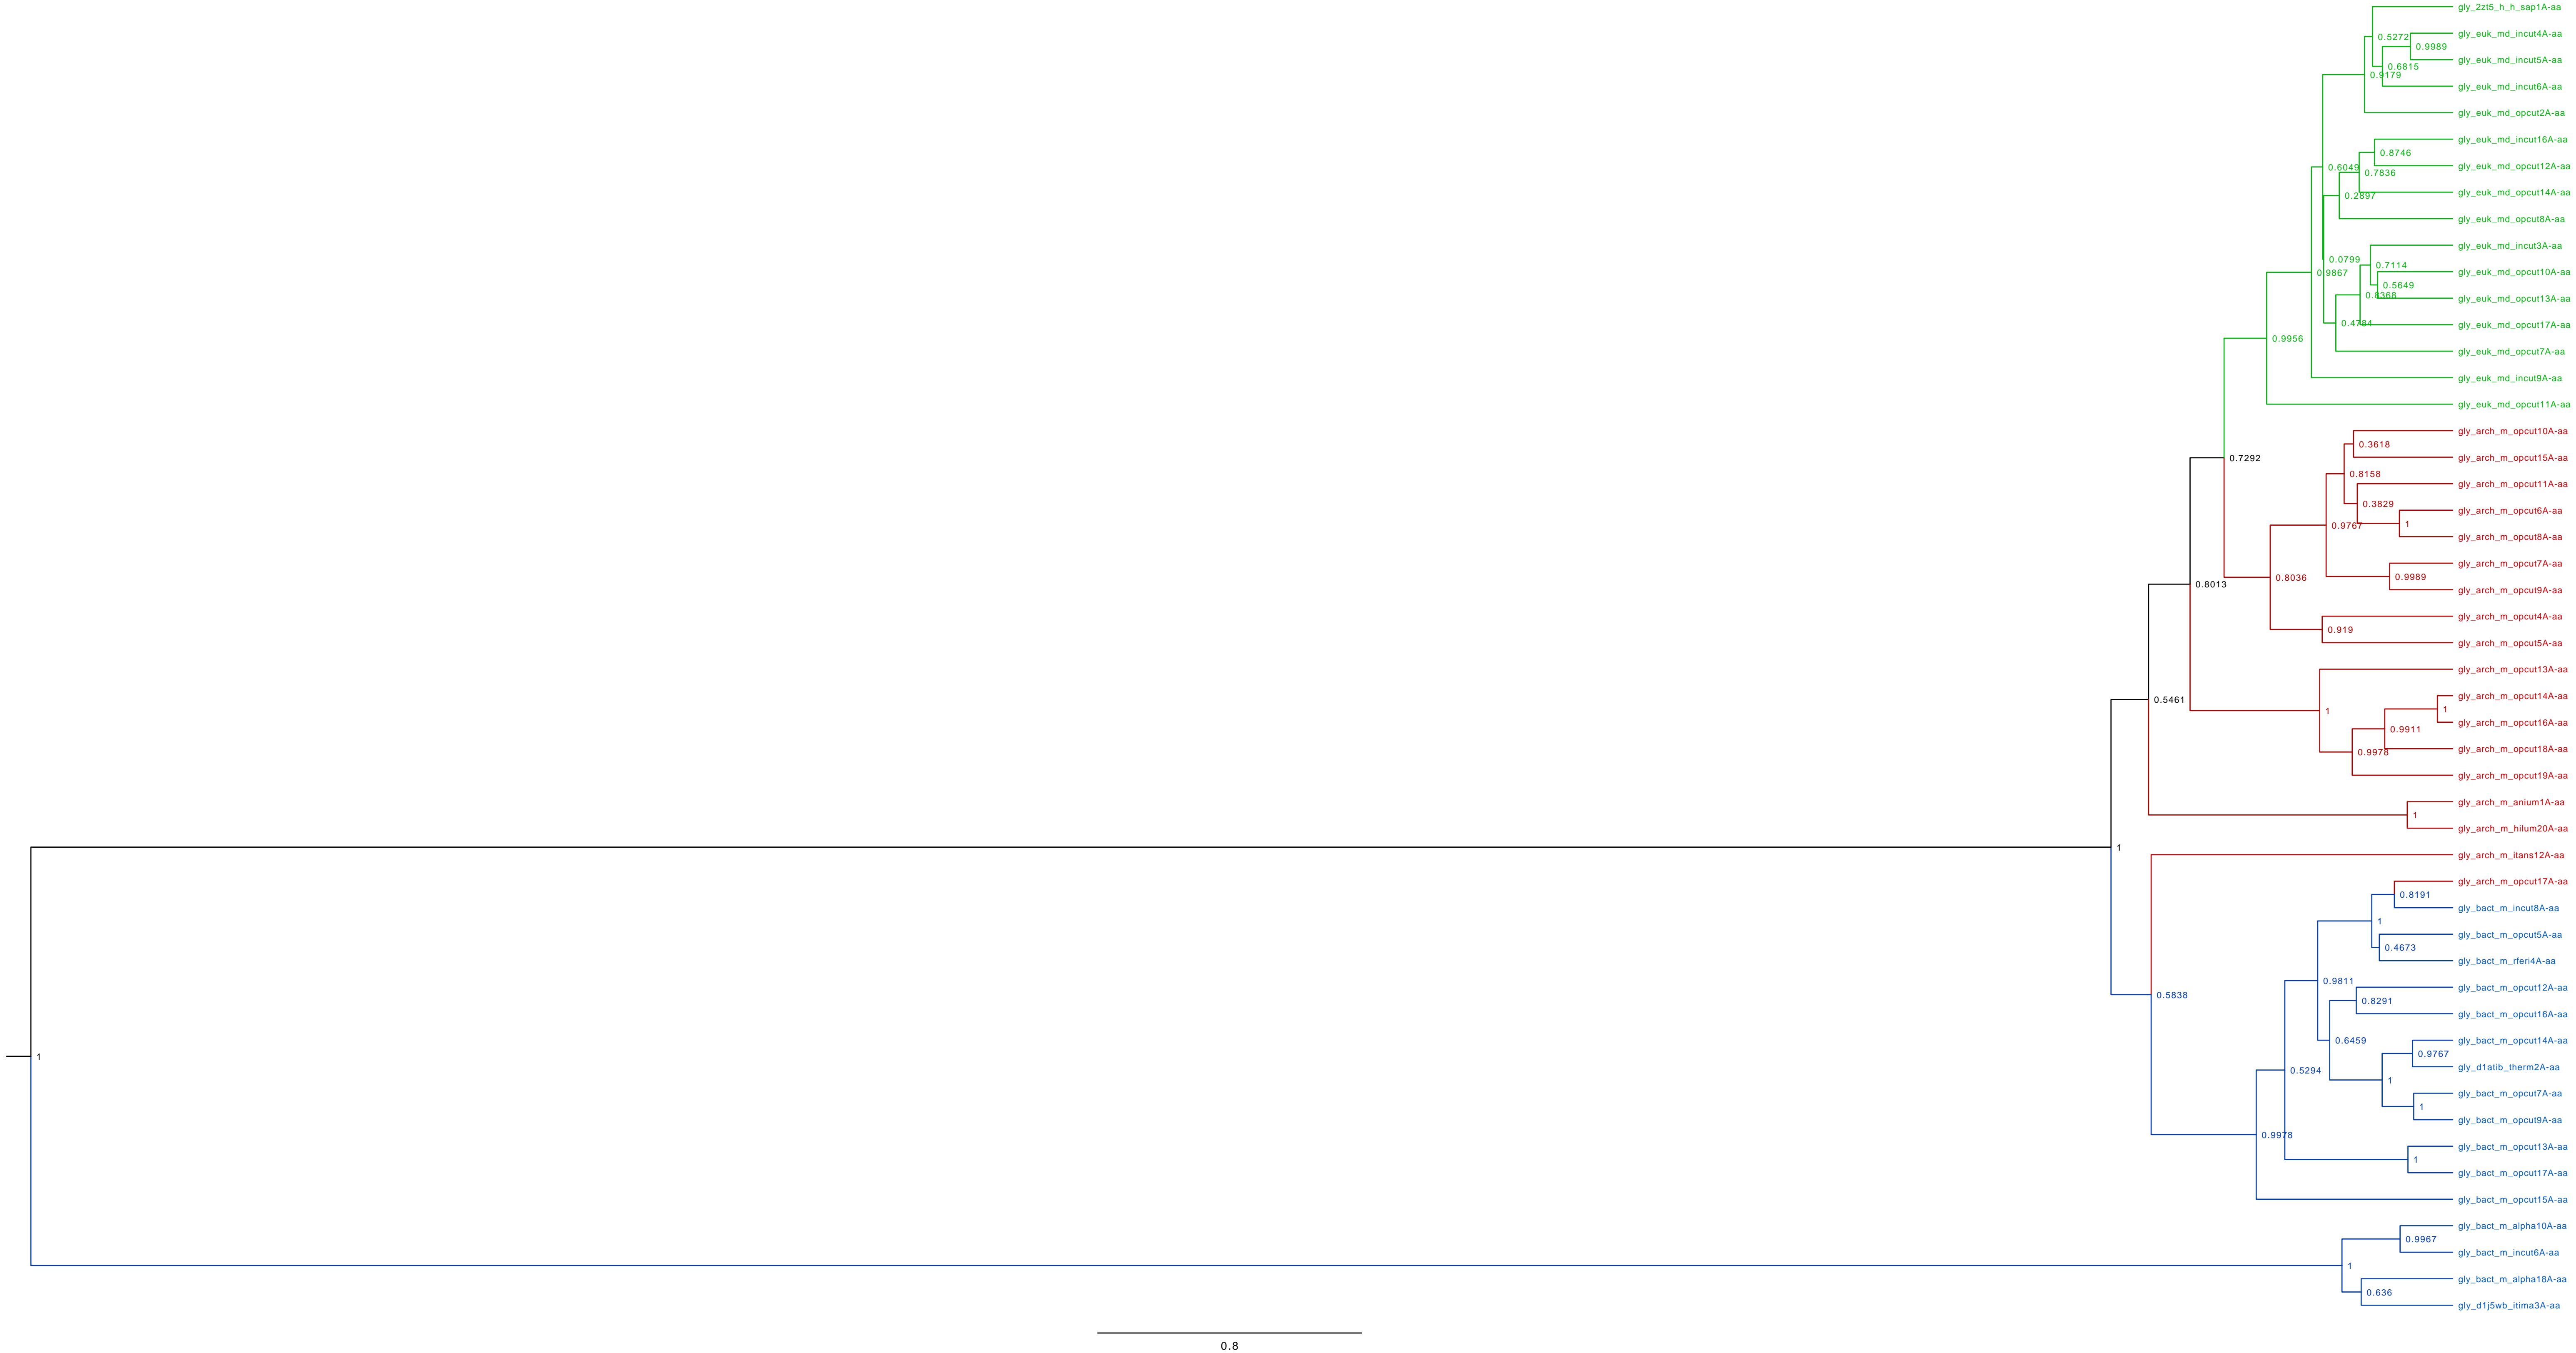 gly_2zt5_h_h_sap1A-aa
gly_euk_md_incut4A-aa
0.5272
0.9989
gly_euk_md_incut5A-aa
0.6815
0.9179
gly_euk_md_incut6A-aa
gly_euk_md_opcut2A-aa
gly_euk_md_incut16A-aa
0.8746
gly_euk_md_opcut12A-aa
0.6049
0.7836
gly_euk_md_opcut14A-aa
0.2897
gly_euk_md_opcut8A-aa
gly_euk_md_incut3A-aa
0.0799
0.7114
0.9867
gly_euk_md_opcut10A-aa
0.5649
0.8368
gly_euk_md_opcut13A-aa
0.4784
gly_euk_md_opcut17A-aa
0.9956
gly_euk_md_opcut7A-aa
gly_euk_md_incut9A-aa
gly_euk_md_opcut11A-aa
gly_arch_m_opcut10A-aa
0.3618
0.7292
gly_arch_m_opcut15A-aa
0.8158
gly_arch_m_opcut11A-aa
0.3829
gly_arch_m_opcut6A-aa
0.9767
1
gly_arch_m_opcut8A-aa
gly_arch_m_opcut7A-aa
0.8036
0.9989
0.8013
gly_arch_m_opcut9A-aa
gly_arch_m_opcut4A-aa
0.919
gly_arch_m_opcut5A-aa
gly_arch_m_opcut13A-aa
0.5461
gly_arch_m_opcut14A-aa
1
1
gly_arch_m_opcut16A-aa
0.9911
gly_arch_m_opcut18A-aa
0.9978
gly_arch_m_opcut19A-aa
gly_arch_m_anium1A-aa
1
gly_arch_m_hilum20A-aa
1
gly_arch_m_itans12A-aa
gly_arch_m_opcut17A-aa
0.8191
gly_bact_m_incut8A-aa
1
gly_bact_m_opcut5A-aa
0.4673
gly_bact_m_rferi4A-aa
0.9811
gly_bact_m_opcut12A-aa
0.5838
0.8291
gly_bact_m_opcut16A-aa
0.6459
gly_bact_m_opcut14A-aa
0.9767
1
gly_d1atib_therm2A-aa
0.5294
1
gly_bact_m_opcut7A-aa
1
gly_bact_m_opcut9A-aa
0.9978
gly_bact_m_opcut13A-aa
1
gly_bact_m_opcut17A-aa
gly_bact_m_opcut15A-aa
gly_bact_m_alpha10A-aa
0.9967
gly_bact_m_incut6A-aa
1
gly_bact_m_alpha18A-aa
0.636
gly_d1j5wb_itima3A-aa
0.8